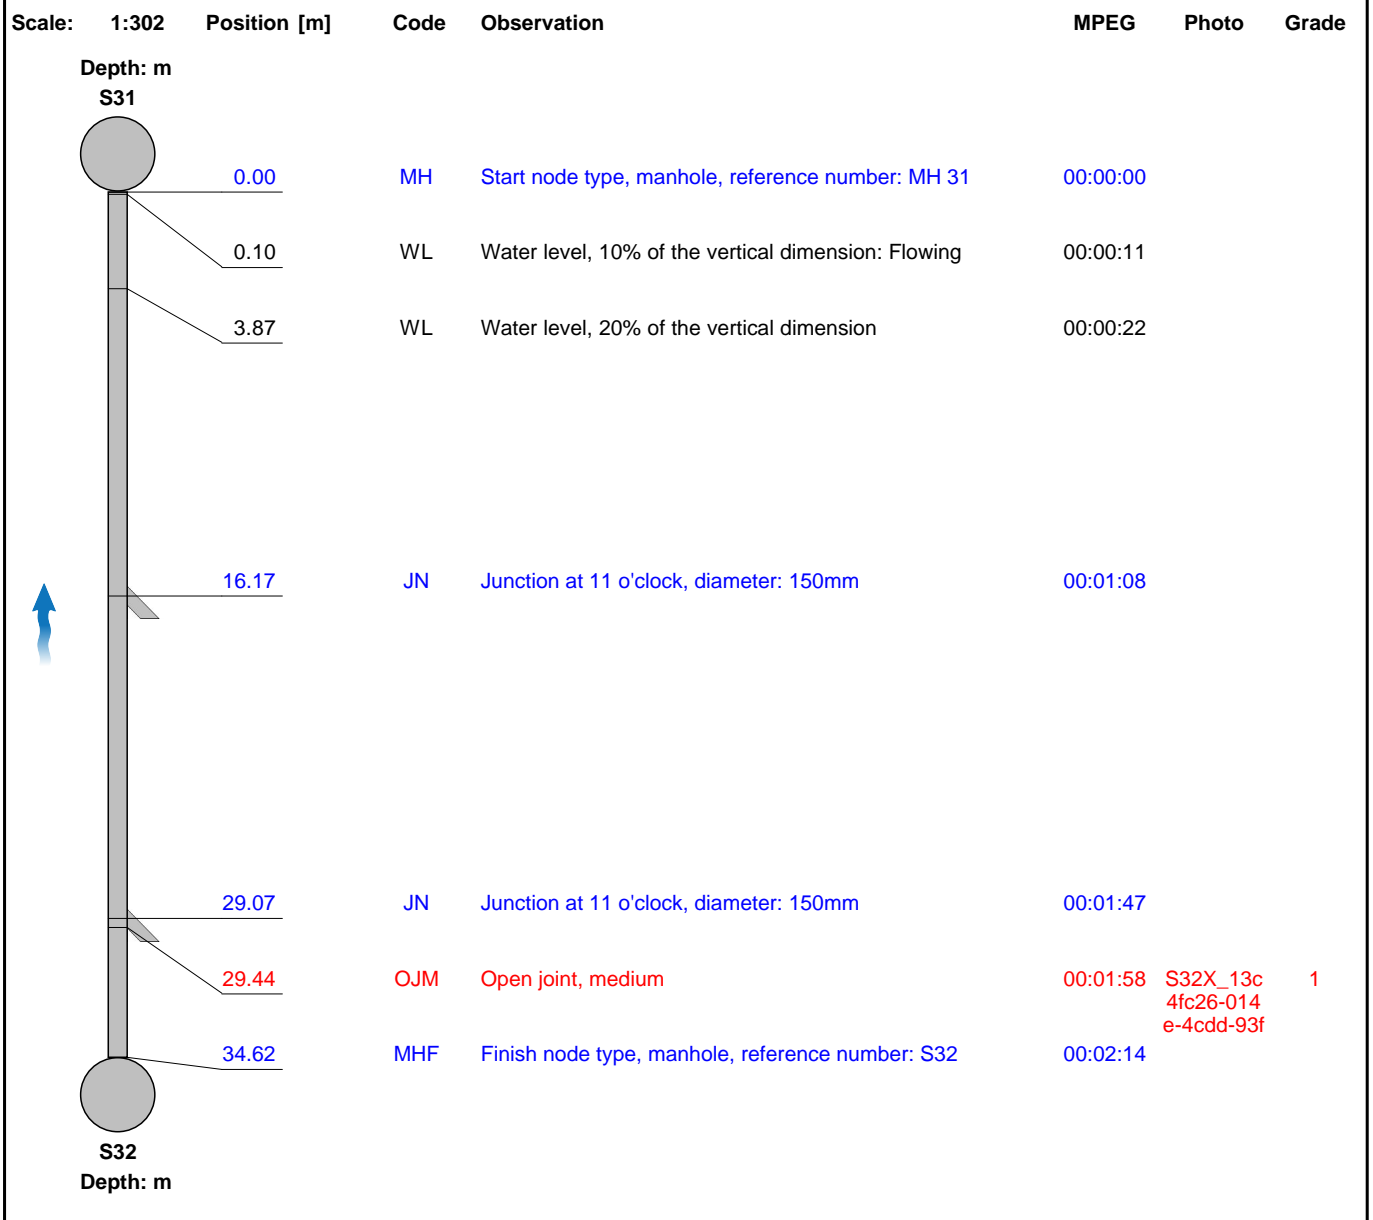 Scale: 1:302 Position [m] Code Observation MPEG Photo Grade
Depth: m
S31
0.00 MH Start node type, manhole, reference number: MH 31 00:00:00
0.10 WL Water level, 10% of the vertical dimension: Flowing 00:00:11
3.87 WL Water level, 20% of the vertical dimension 00:00:22
16.17 JN Junction at 11 o'clock, diameter: 150mm 00:01:08
29.07 JN Junction at 11 o'clock, diameter: 150mm 00:01:47
29.44 OJM Open joint, medium 00:01:58 S32X_13c 1
4fc26-014
e-4cdd-93f
34.62 MHF Finish node type, manhole, reference number: S32 00:02:14
S32
Depth: m